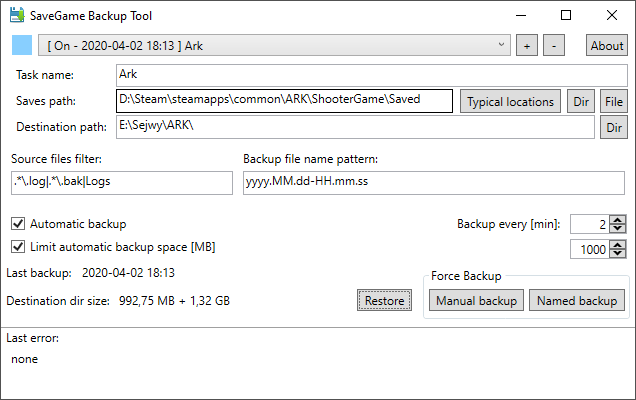 SaveGame Backup Tool
[ On - 2020-04-02 18:13 ] Ark + - About
Task name: Ark
Saves path: D:\Steam\steamapps\common\ARK\ShooterGame\Saved Typical locations Dir File
Destination path: E:\Sejwy\ARK\ Dir
Source files filter: Backup file name pattern:
.*\.log|.*\.bak|Logs yyyy.MM.dd-HH.mm.ss
Automatic backup Backup every [min]: 2
Limit automatic backup space [MB] 1000
Last backup: 2020-04-02 18:13 Force Backup
Destination dir size: 992,75 MB + 1,32 GB Restore Manual backup Named backup
Last error:
none